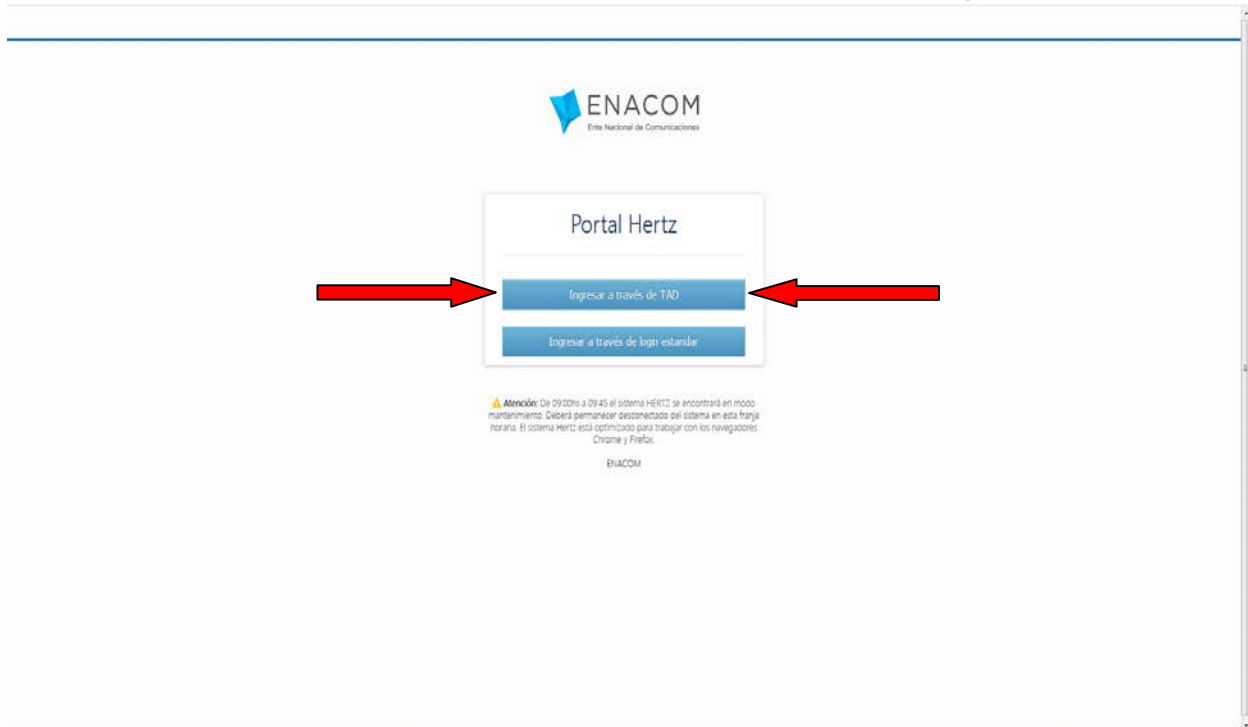 ENACOM
Ente Nacional de Comunicaciones
Portal Hertz
Ingresar a través de TAD
Ingresar a través de login estandar
Atención: De 09:00hs a 09:45 el sistema HERTZ se encontrará en modo
mantenimiento. Deberá permanecer desconectado del sistema en esta franja
horaria. El sistema Hertz está optimizado para trabajar con los navegadores
Chrome y Firefox.
ENACOM